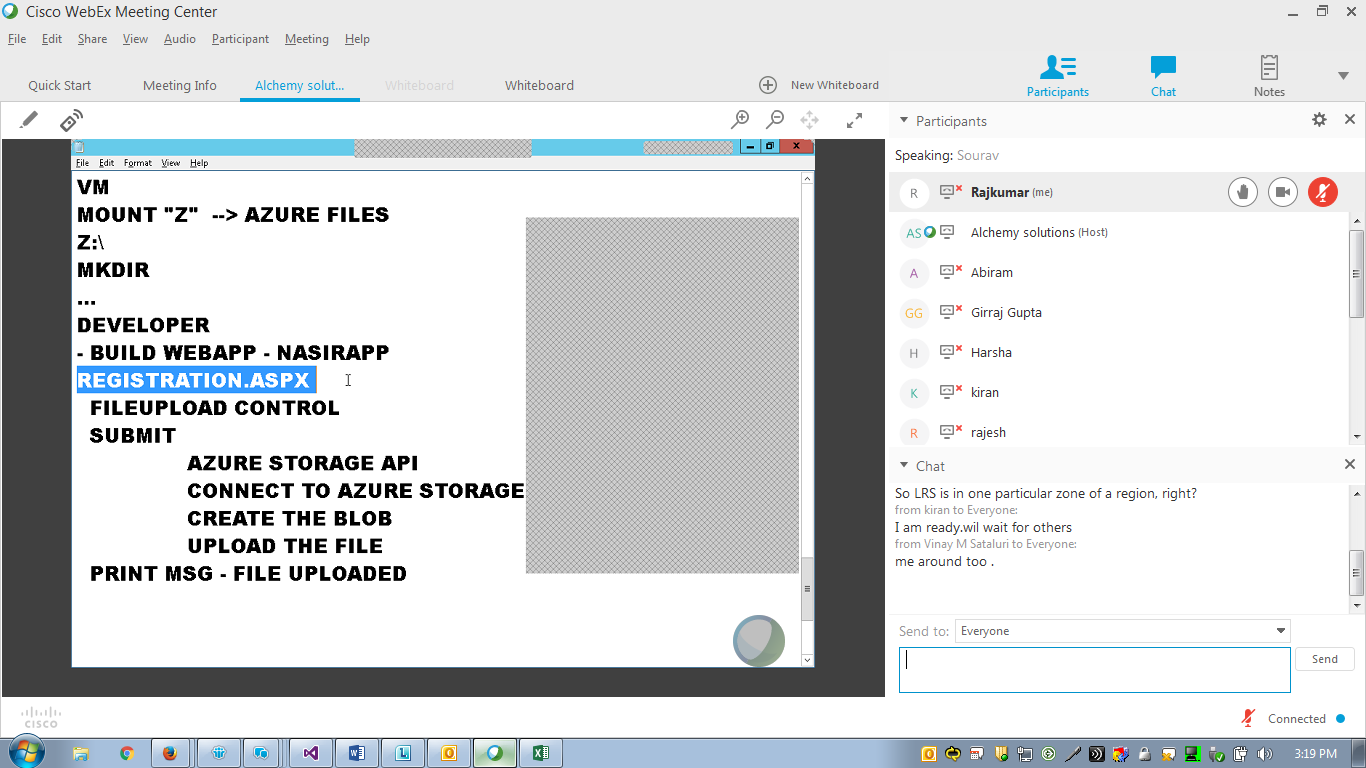 Cisco WebEx Meeting Center
File Edit Share View Audio Participant Meeting Help
Quick Start Meeting Info Alchemy solut... Whiteboard Whiteboard New Whiteboard
Participants Chat Notes
File Edit Format View Help
VM
MOUNT "Z" --> AZURE FILES
Z:\
MKDIR
...
DEVELOPER
- BUILD WEBAPP - NASIRAPP
REGISTRATION.ASPX
FILEUPLOAD CONTROL
SUBMIT
AZURE STORAGE API
CONNECT TO AZURE STORAGE
CREATE THE BLOB
UPLOAD THE FILE
PRINT MSG - FILE UPLOADED
Participants
Speaking: Sourav
R Rajkumar (me)
AS Alchemy solutions (Host)
A Abiram
GG Girraj Gupta
H Harsha
K kiran
R rajesh
Chat
So LRS is in one particular zone of a region, right?
from kiran to Everyone:
I am ready.wil wait for others
from Vinay M Sataluri to Everyone:
me around too .
Send to: Everyone
Send
cisco
Connected
3:19 PM